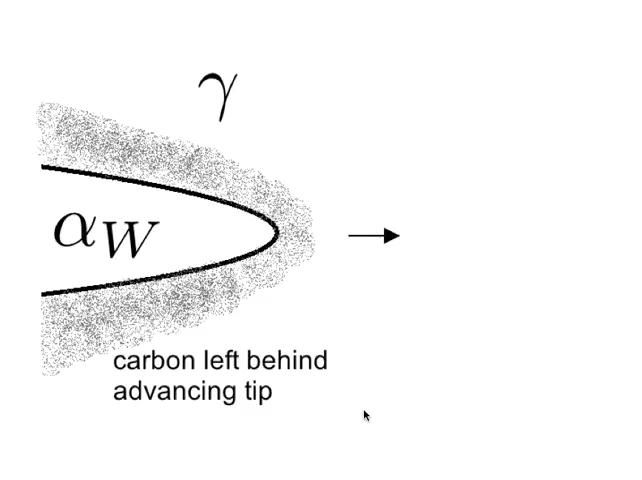 γ
α_W
carbon left behind
advancing tip